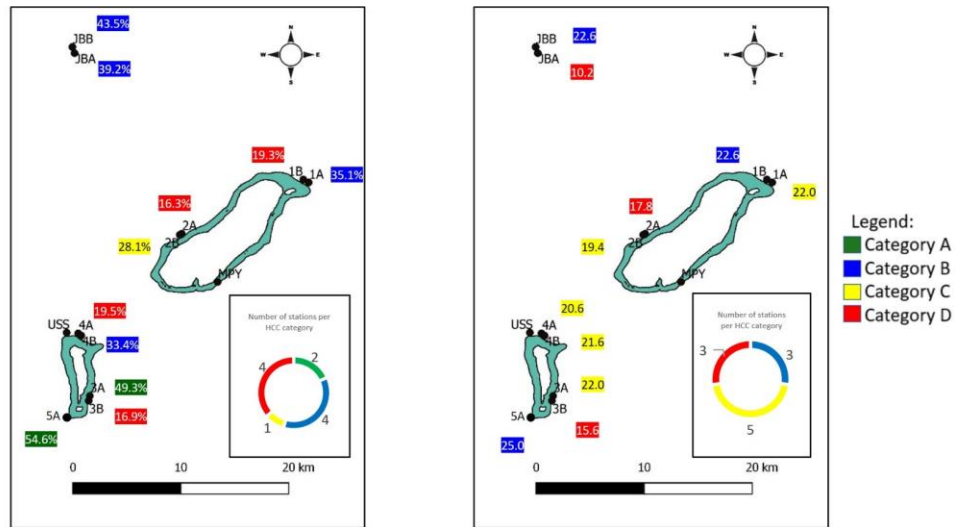 43.5%
JBB
JBA
39.2%
N
W
E
S
19.3%
1B
1A
35.1%
16.3%
2A
2B
28.1%
MPY
19.5%
USS
4A
4B
33.4%
3A
49.3%
3B
16.9%
5A
54.6%
Number of stations per
HCC category
4
2
1
4
0
10
20 km
JBB
22.6
JBA
10.2
N
W
E
S
22.6
1B
1A
22.0
17.8
2A
2B
19.4
MPY
20.6
USS
4A
4B
21.6
3A
22.0
3B
5A
15.6
25.0
Number of stations
per HCC category
3
3
5
0
10
20 km
Legend:
Category A
Category B
Category C
Category D